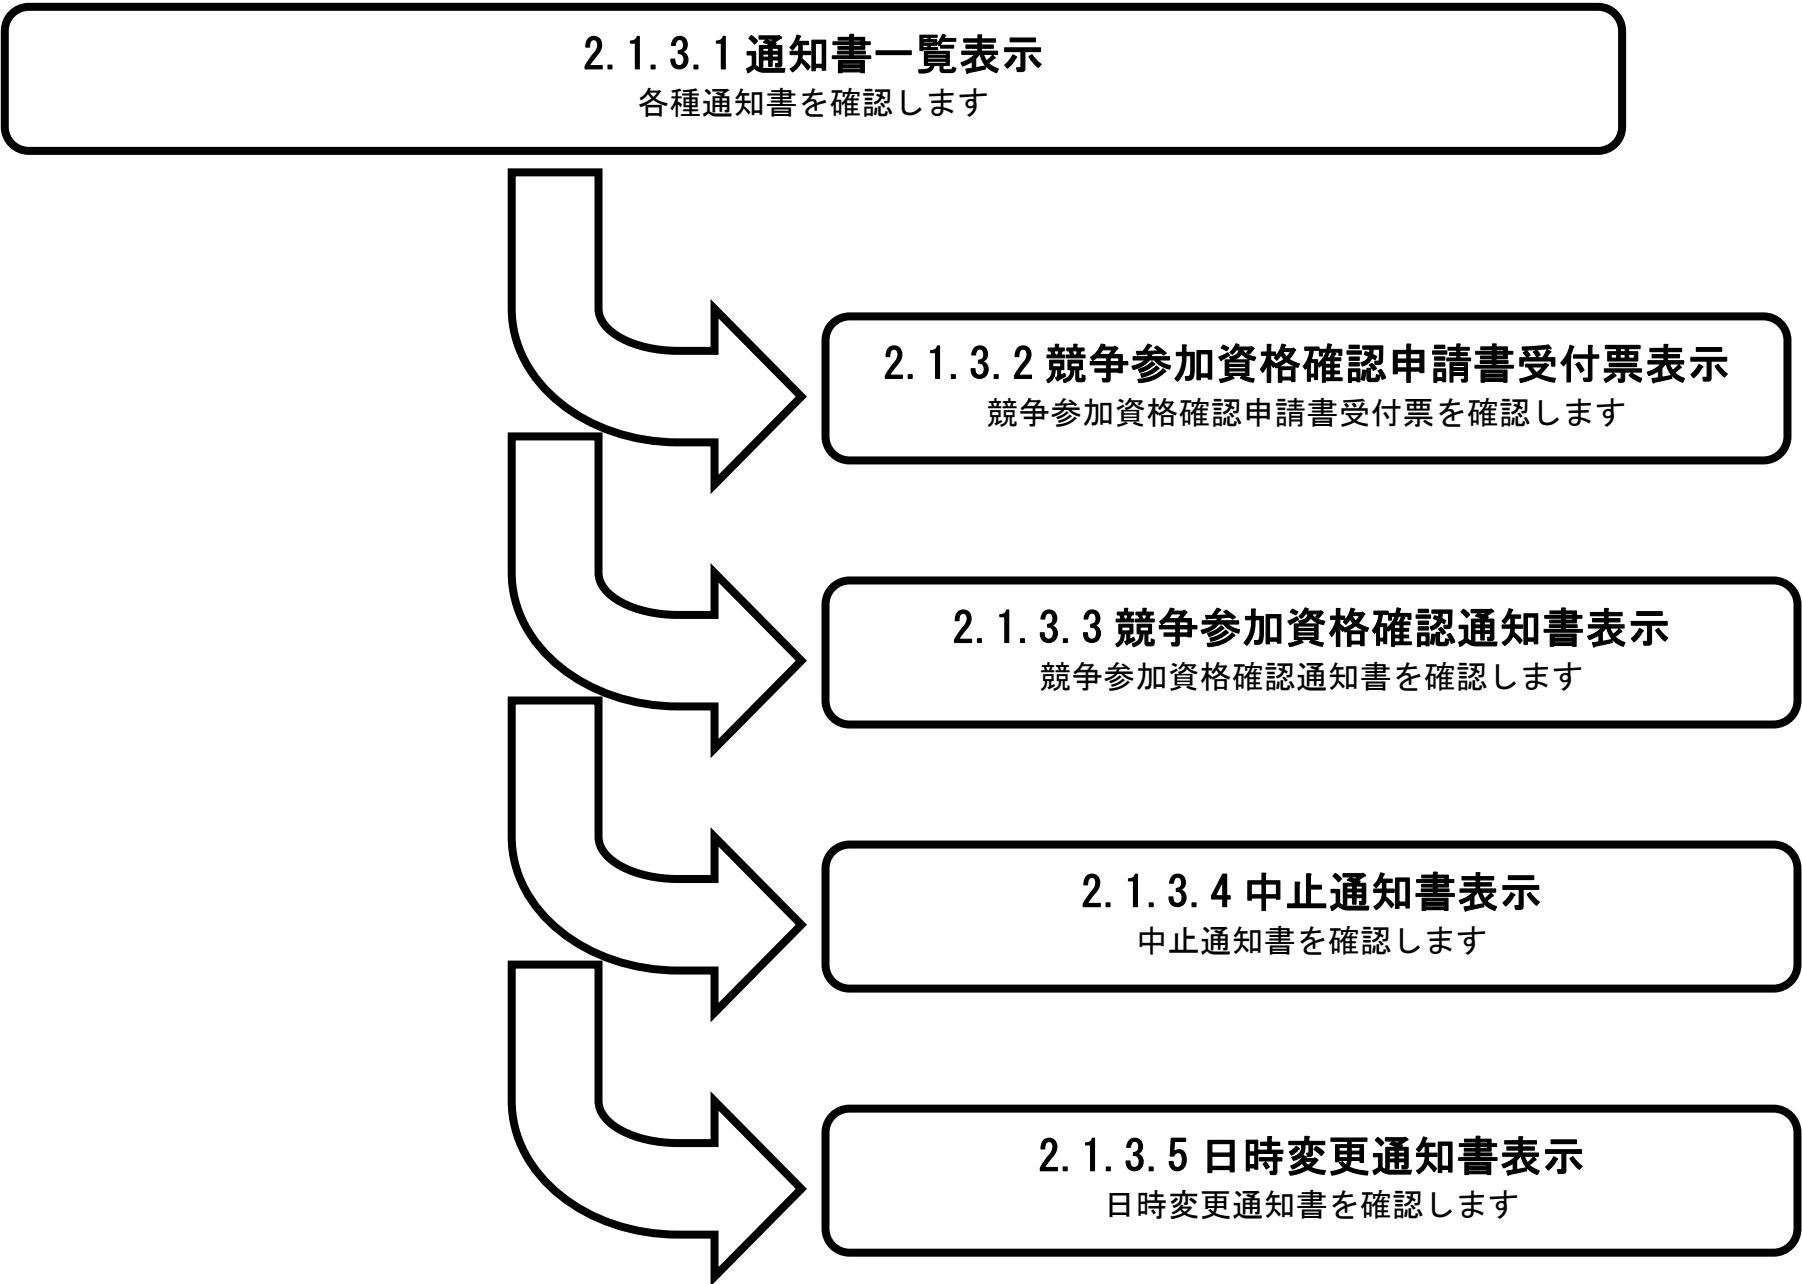 2.1.3.1 通知書一覧表示
各種通知書を確認します
2.1.3.2 競争参加資格確認申請書受付票表示
競争参加資格確認申請書受付票を確認します
2.1.3.3 競争参加資格確認通知書表示
競争参加資格確認通知書を確認します
2.1.3.4 中止通知書表示
中止通知書を確認します
2.1.3.5 日時変更通知書表示
日時変更通知書を確認します